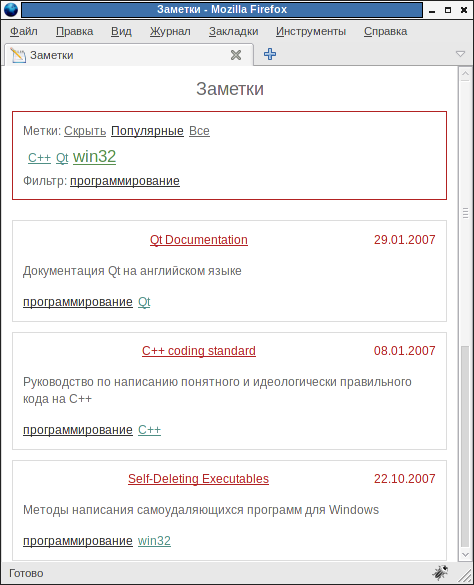 Заметки - Mozilla Firefox
Файл Правка Вид Журнал Закладки Инструменты Справка
Заметки
Заметки
Метки: Скрыть Популярные Все
C++ Qt win32
Фильтр: программирование
Qt Documentation 29.01.2007
Документация Qt на английском языке
программирование Qt
C++ coding standard 08.01.2007
Руководство по написанию понятного и идеологически правильного
кода на C++
программирование C++
Self-Deleting Executables 22.10.2007
Методы написания самоудаляющихся программ для Windows
программирование win32
Готово